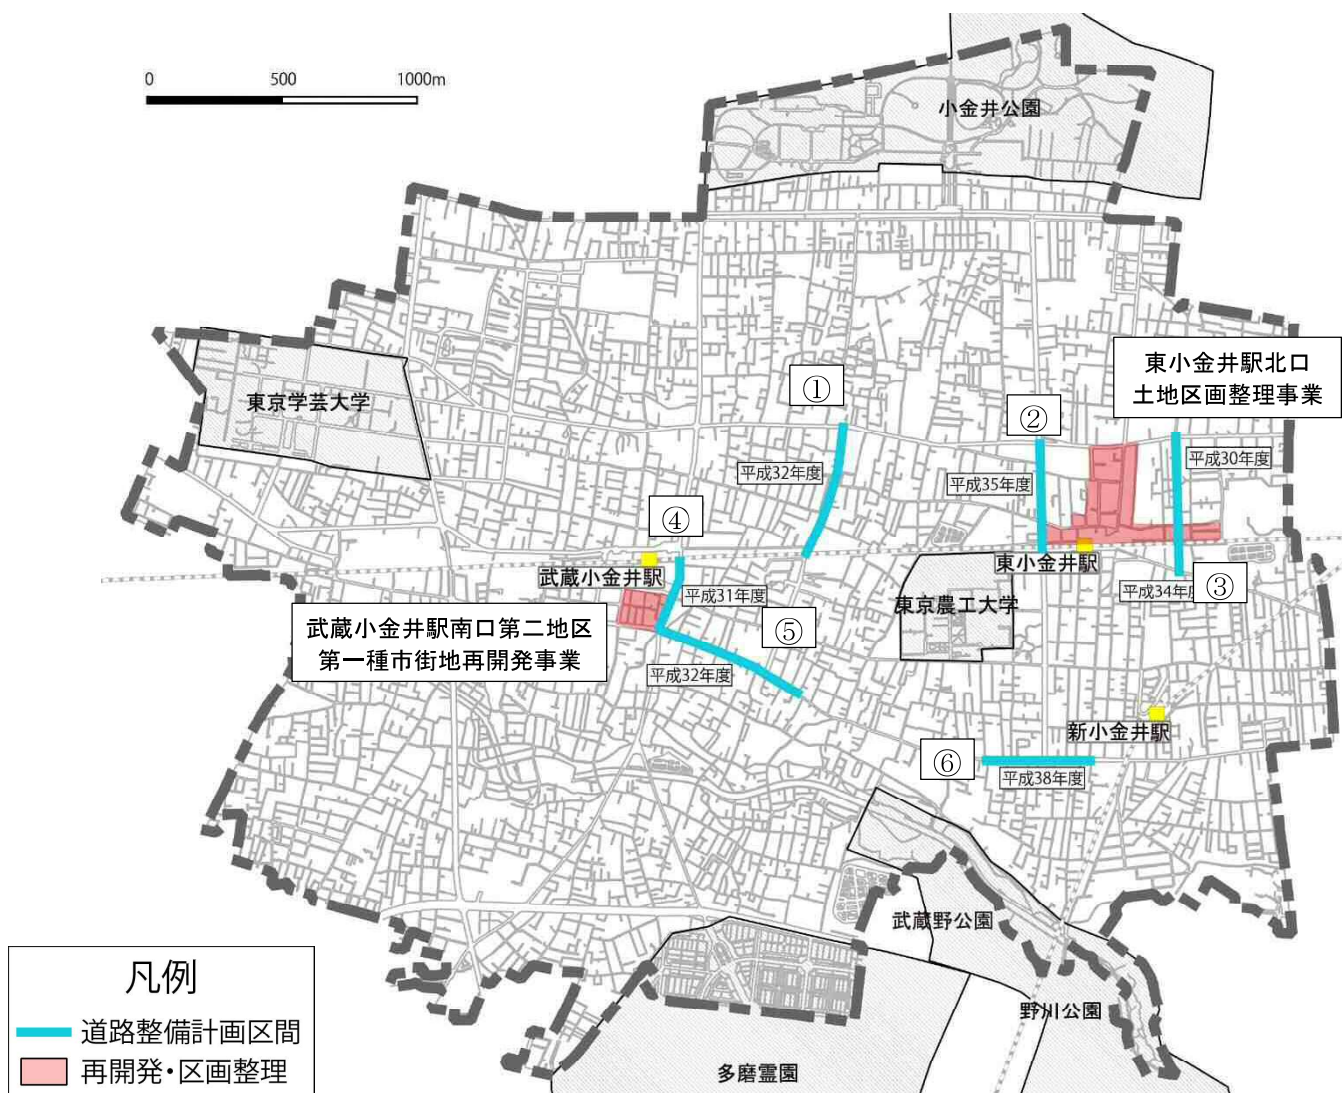 0 500 1000m
小金井公園
東小金井駅北口
土地区画整理事業
①
②
東京学芸大学
平成32年度
平成35年度
平成30年度
④
武蔵小金井駅
東小金井駅
平成34年度
③
平成31年度
東京農工大学
⑤
武蔵小金井駅南口第二地区
第一種市街地再開発事業
平成32年度
新小金井駅
⑥
平成38年度
武蔵野公園
野川公園
多磨霊園
凡例
道路整備計画区間
再開発・区画整理